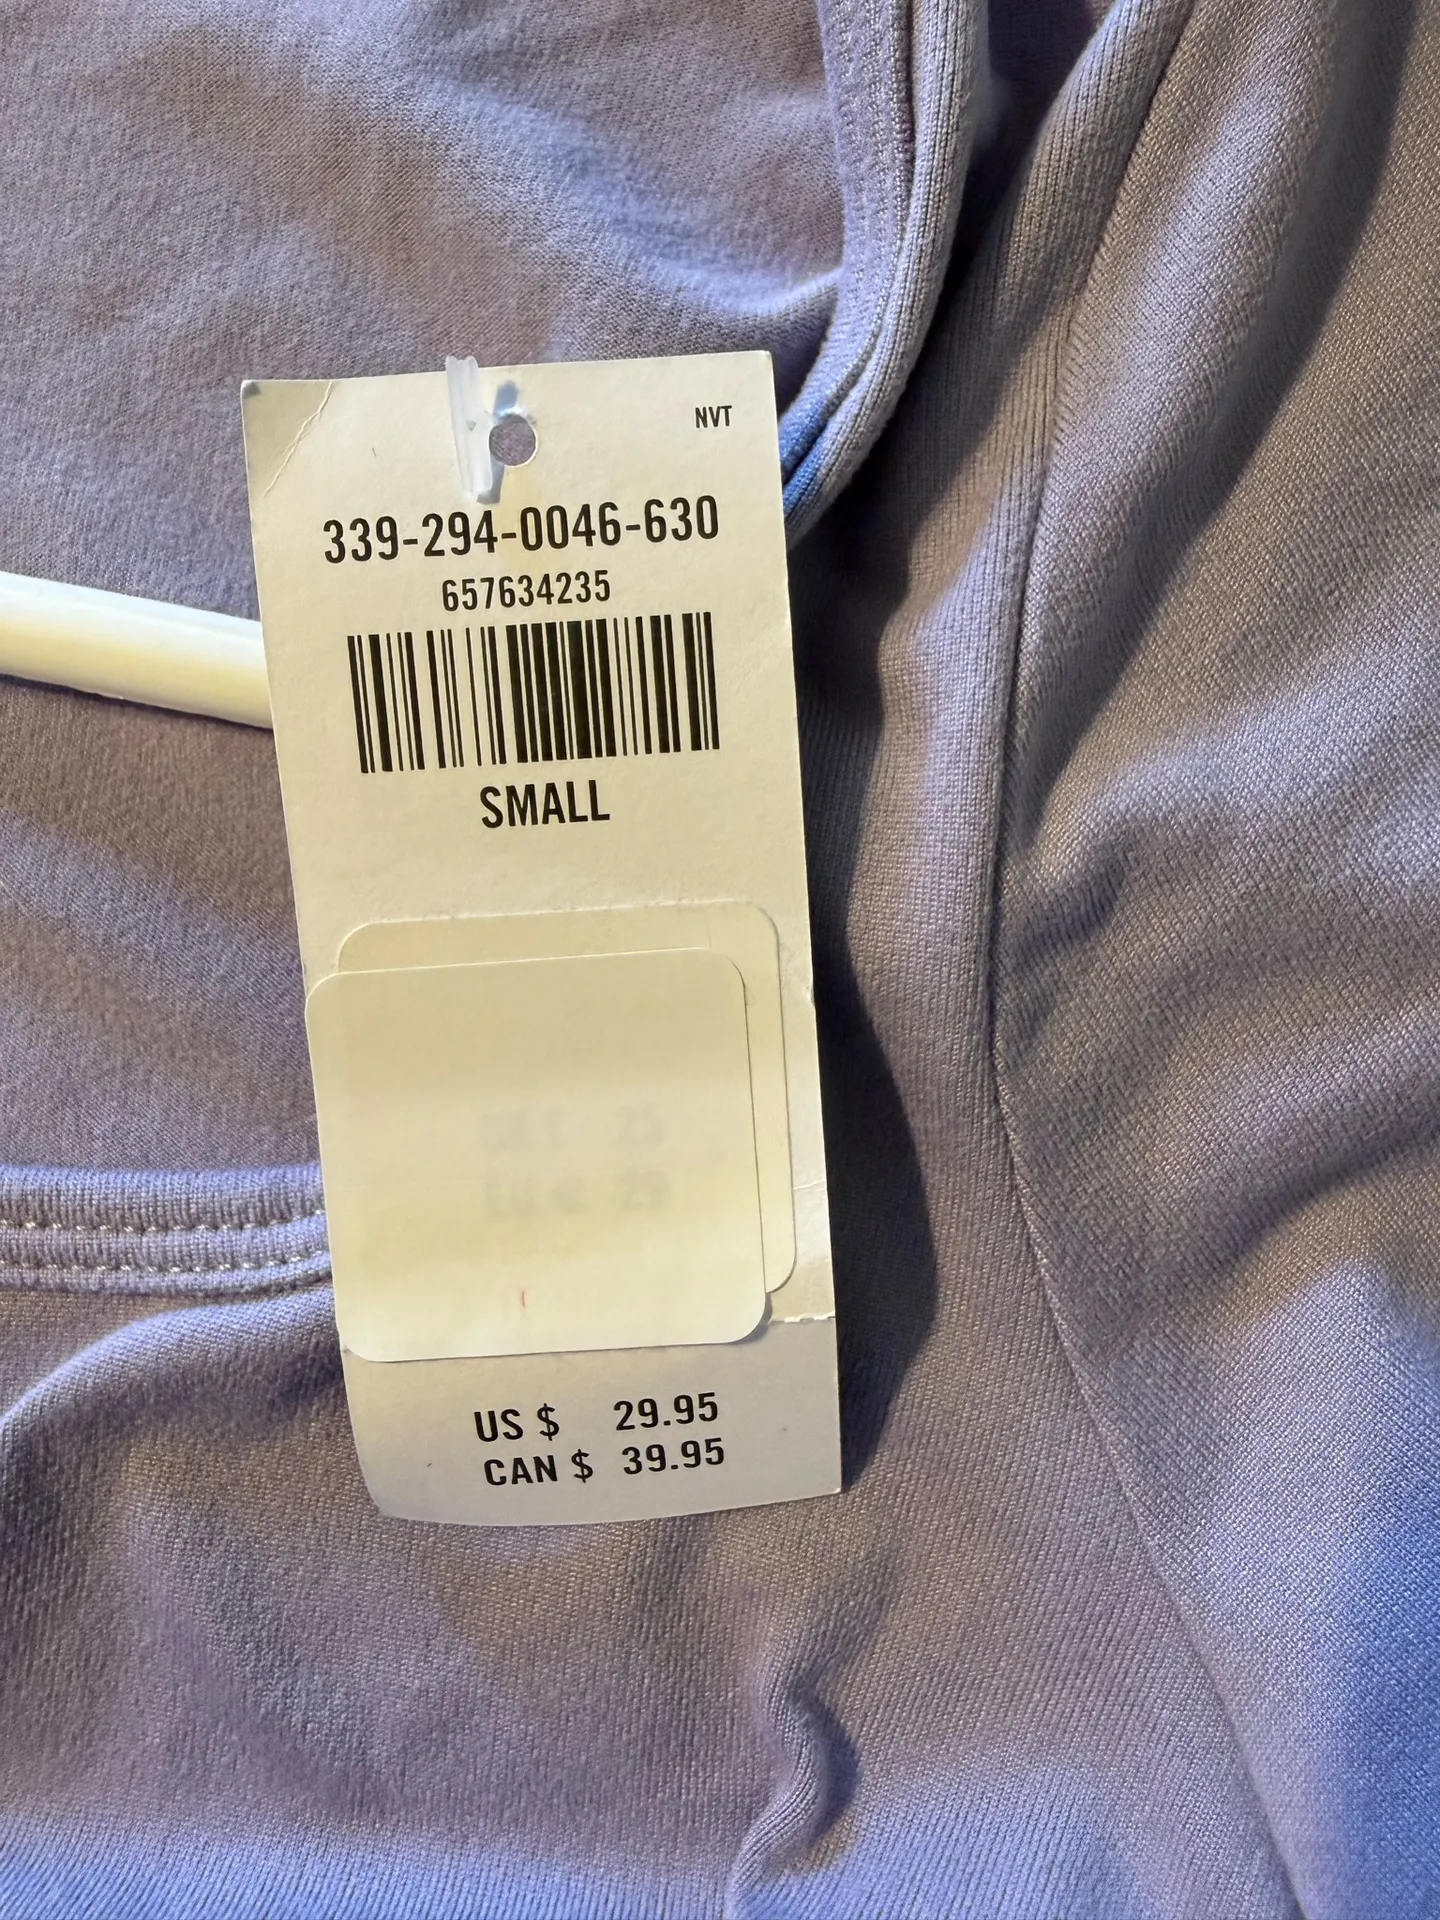 NVT
339-294-0046-630
657634235
SMALL
US $ 29.95
CAN $ 39.95